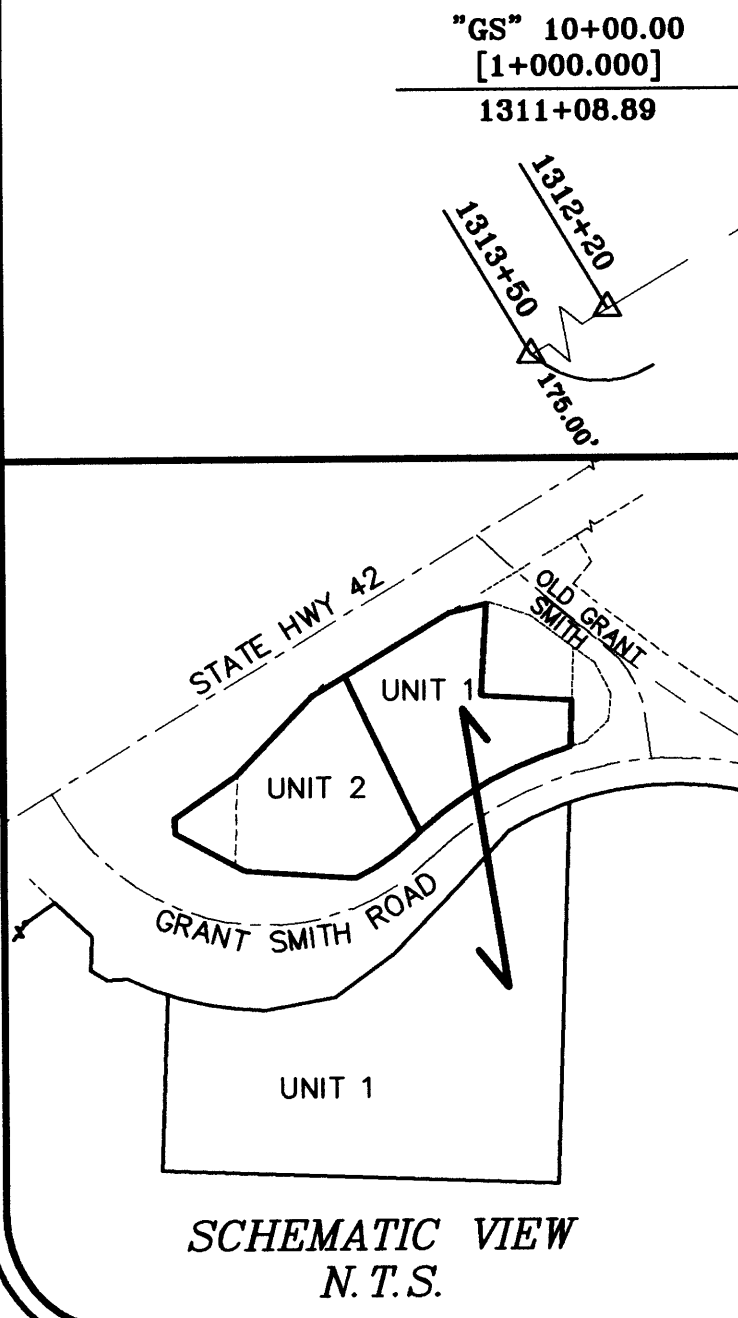 "GS" 10+00.00
[1+000.000]
1311+08.89
1312+20
1313+50
175.00'
STATE HWY 42
OLD GRANT
SMITH
UNIT 1
UNIT 2
GRANT SMITH ROAD
UNIT 1
SCHEMATIC VIEW
N.T.S.